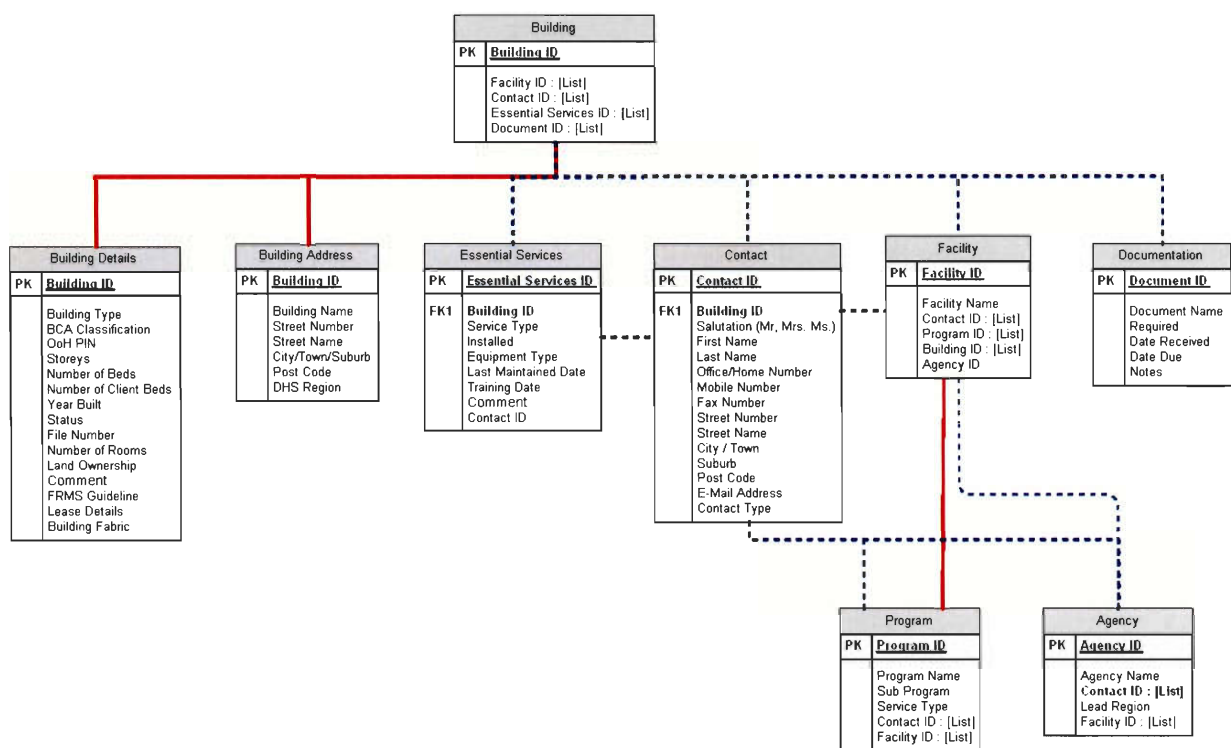 Building
PK Building ID
Facility ID : [List]
Contact ID : [List]
Essential Services ID : [List]
Document ID : [List]
Building Details
PK Building ID
Building Type
BCA Classification
OoH PIN
Storeys
Number of Beds
Number of Client Beds
Year Built
Status
File Number
Number of Rooms
Land Ownership
Comment
FRMS Guideline
Lease Details
Building Fabric
Building Address
PK Building ID
Building Name
Street Number
Street Name
City/Town/Suburb
Post Code
DHS Region
Essential Services
PK Essential Services ID
FK1 Building ID
Service Type
Installed
Equipment Type
Last Maintained Date
Training Date
Comment
Contact ID
Contact
PK Contact ID
FK1 Building ID
Salutation (Mr, Mrs. Ms.)
First Name
Last Name
Office/Home Number
Mobile Number
Fax Number
Street Number
Street Name
City / Town
Suburb
Post Code
E-Mail Address
Contact Type
Facility
PK Facility ID
Facility Name
Contact ID : [List]
Program ID : [List]
Building ID : [List]
Agency ID
Documentation
PK Document ID
Document Name
Required
Date Received
Date Due
Notes
Program
PK Program ID
Program Name
Sub Program
Service Type
Contact ID : [List]
Facility ID : [List]
Agency
PK Agency ID
Agency Name
Contact ID : [List]
Lead Region
Facility ID : [List]